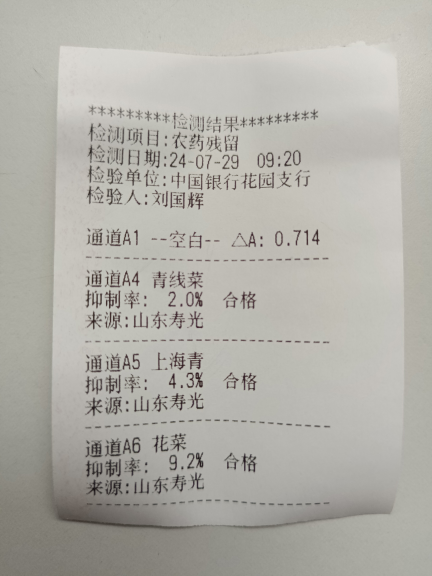 *********检测结果*********
检测项目:农药残留
检测日期:24-07-29 09:20
检验单位:中国银行花园支行
检验人:刘国辉
通道A1 --空白-- △A: 0.714
通道A4 青线菜
抑制率: 2.0% 合格
来源:山东寿光
通道A5 上海青
抑制率: 4.3% 合格
来源:山东寿光
通道A6 花菜
抑制率: 9.2% 合格
来源:山东寿光